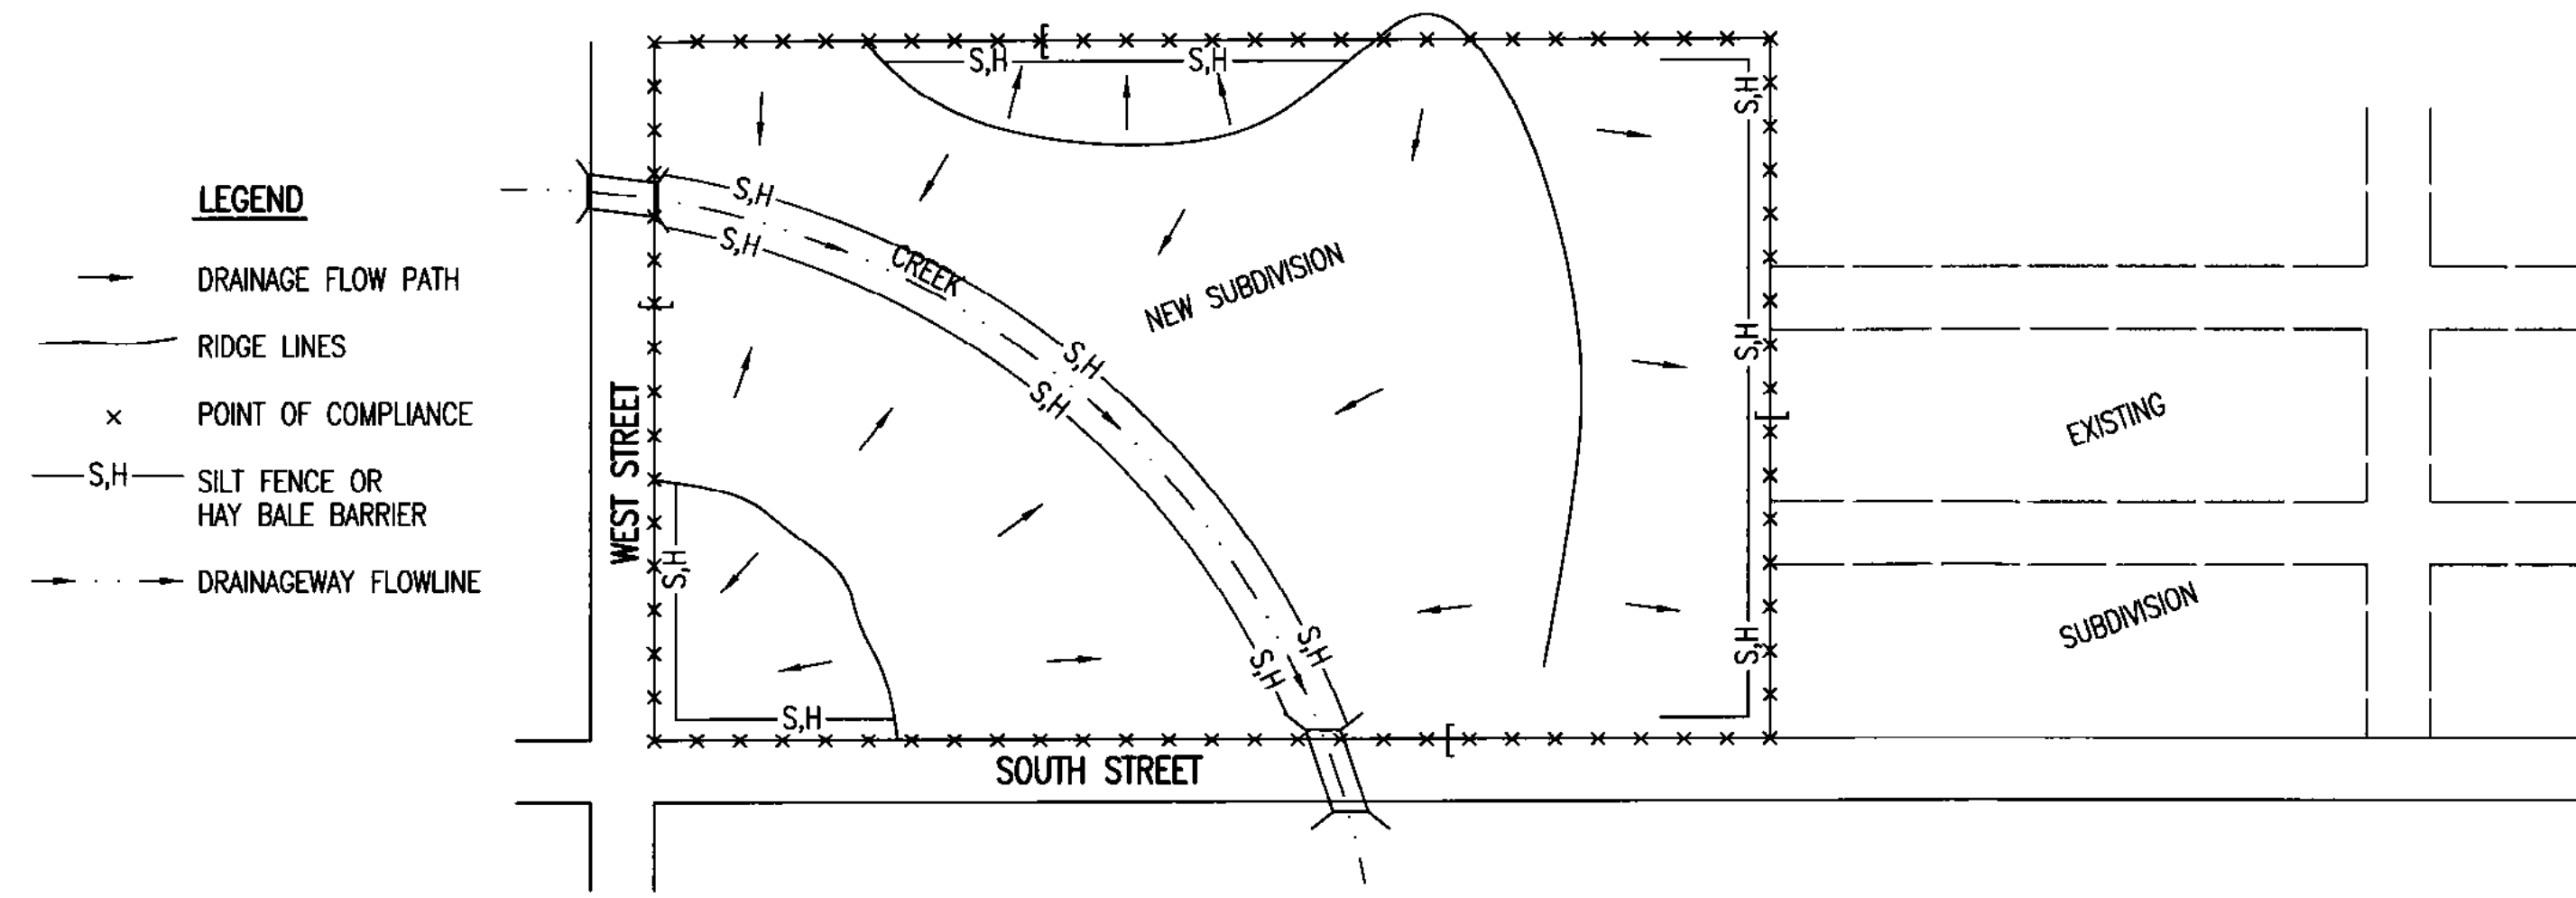 LEGEND
DRAINAGE FLOW PATH
RIDGE LINES
x POINT OF COMPLIANCE
S,H SILT FENCE OR
HAY BALE BARRIER
DRAINAGEWAY FLOWLINE
S,H
S,H
S,H
S,H
S,H
CREEK
NEW SUBDIVISION
S,H
S,H
S,H
WEST STREET
EXISTING
S,H
SUBDIVISION
S,H
S,H
S,H
S,H
SOUTH STREET